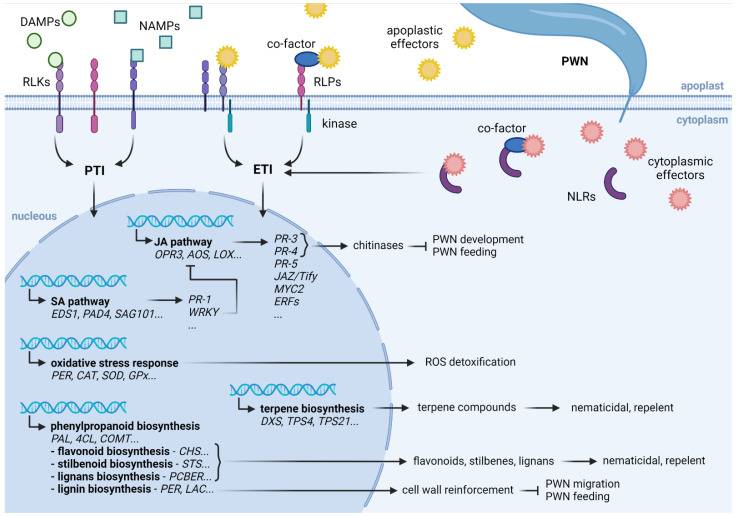 DAMPs
NAMPs
apoplastic
effectors
co-factor
PWN
RLKs
RLPs
apoplast
kinase
cytoplasm
co-factor
cytoplasmic
effectors
PTI
ETI
NLRs
nucleous
JA pathway
OPR3, AOS, LOX...
PR-3
PR-4
PR-5
JAZ/Tify
MYC2
ERFs
...
chitinases
PWN development
PWN feeding
SA pathway
EDS1, PAD4, SAG101...
PR-1
WRKY
...
oxidative stress response
PER, CAT, SOD, GPx...
ROS detoxification
terpene biosynthesis
DXS, TPS4, TPS21...
terpene compounds
nematicidal, repelent
phenylpropanoid biosynthesis
PAL, 4CL, COMT...
- flavonoid biosynthesis - CHS...
- stilbenoid biosynthesis - STS...
- lignans biosynthesis - PCBER...
- lignin biosynthesis - PER, LAC...
flavonoids, stilbenes, lignans
nematicidal, repelent
cell wall reinforcement
PWN migration
PWN feeding